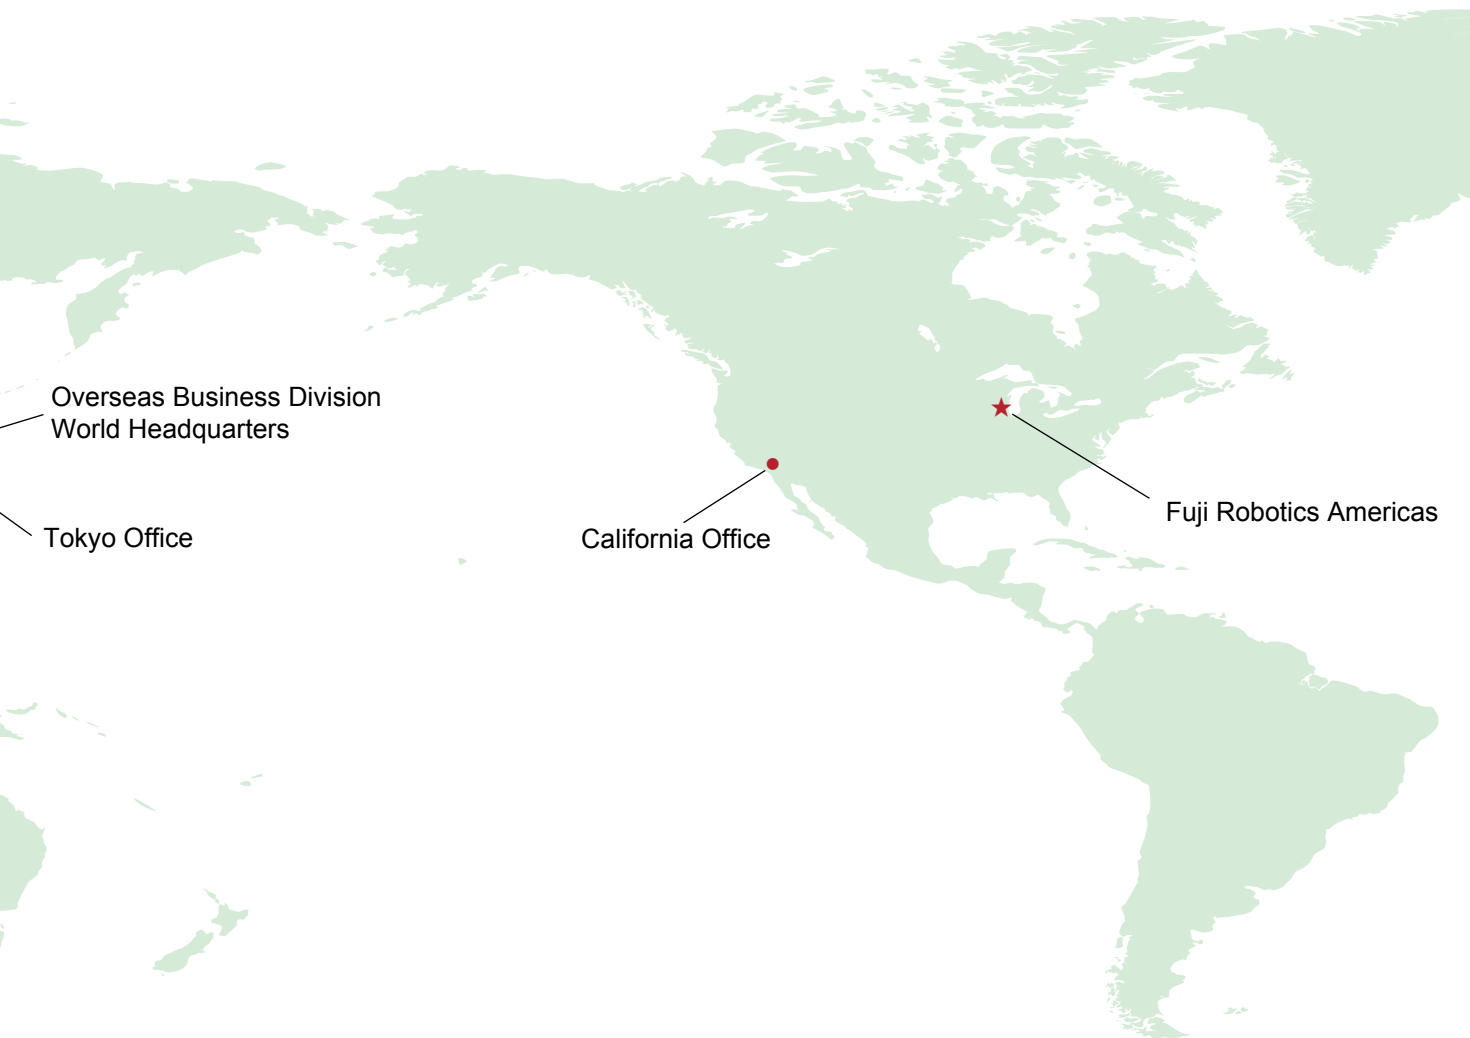 Overseas Business Division
World Headquarters
Tokyo Office
California Office
Fuji Robotics Americas